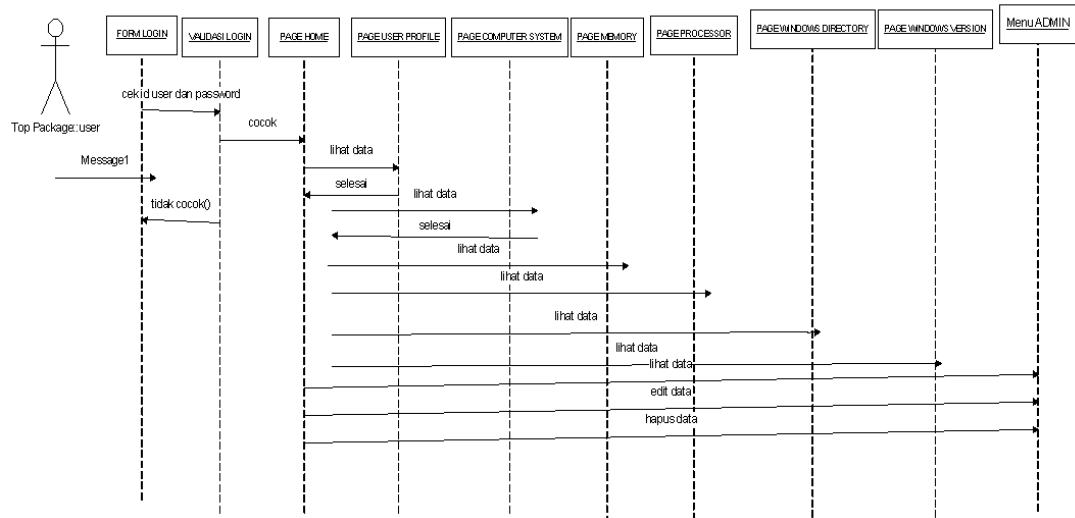 FORM LOGIN
VALIDASI LOGIN
PAGE HOME
PAGE USER PROFILE
PAGE COMPUTER SYSTEM
PAGE MEMORY
PAGE PROCESSOR
PAGE WINDOWS DIRECTORY
PAGE WINDOWS VERSION
Menu ADMIN
Top Package::user
cek id user dan password
cocok
lihat data
Message1
selesai
lihat data
tidak cocok()
selesai
lihat data
lihat data
lihat data
lihat data
lihat data
edit data
hapus data